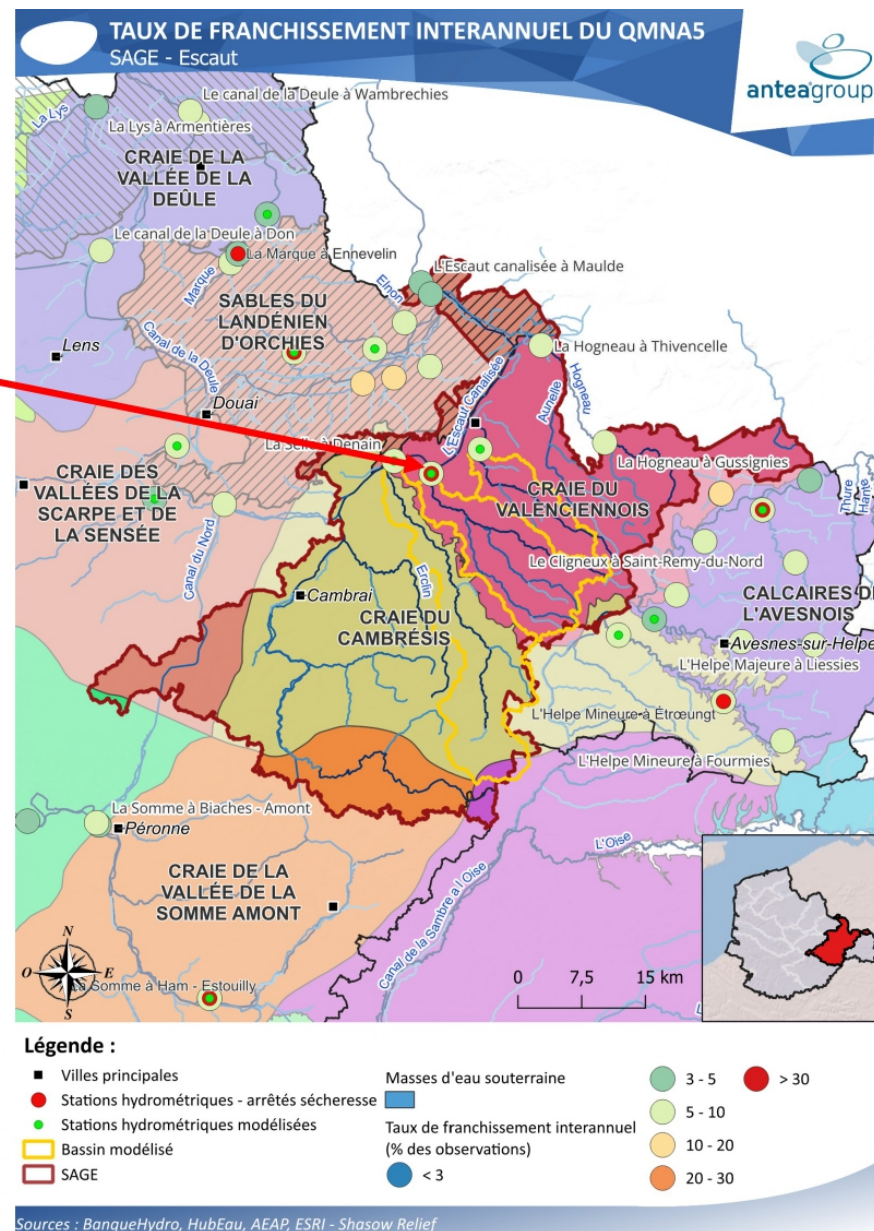 TAUX DE FRANCHISSEMENT INTERANNUEL DU QMNA5
SAGE - Escaut
anteagroup
Le canal de la Deule à Wambrechies
La Lys
La Lys à Armentières
CRAIE DE LA
VALLÉE DE LA
DEÛLE
Le canal de la Deule à Don
La Marque à Ennevelin
L'Escaut canalisée à Maulde
Marque
Elnon
SABLES DU
LANDÉNIEN
D'ORCHIES
Lens
Canal de la Deule
La Hogneau à Thivencelle
Hogneau
Aunelle
L'Escaut Canalisée
Douai
La Selle à Denain
La Hogneau à Gussignies
CRAIE DES
VALLÉES DE LA
SCARPE ET DE
LA SENSÉE
CRAIE DU
VALENCIENNOIS
Thure
Hante
Canal du Nord
Le Cligneux à Saint-Remy-du-Nord
Erclin
Cambrai
CRAIE DU
CAMBRÉSIS
CALCAIRES DE
L'AVESNOIS
Avesnes-sur-Helpe
L'Helpe Majeure à Liessies
L'Helpe Mineure à Étrœungt
L'Helpe Mineure à Fourmies
La Somme à Biaches - Amont
Péronne
L'Oise
CRAIE DE LA
VALLÉE DE LA
SOMME AMONT
Canal de la Sambre a l'Oise
N
O E
S
La Somme à Ham - Estouilly
0 7,5 15 km
Légende :
Villes principales
Stations hydrométriques - arrêtés sécheresse
Stations hydrométriques modélisées
Bassin modélisé
SAGE
Masses d'eau souterraine
Taux de franchissement interannuel
(% des observations)
< 3
3 - 5
5 - 10
10 - 20
20 - 30
> 30
Sources : BanqueHydro, HubEau, AEAP, ESRI - Shasow Relief